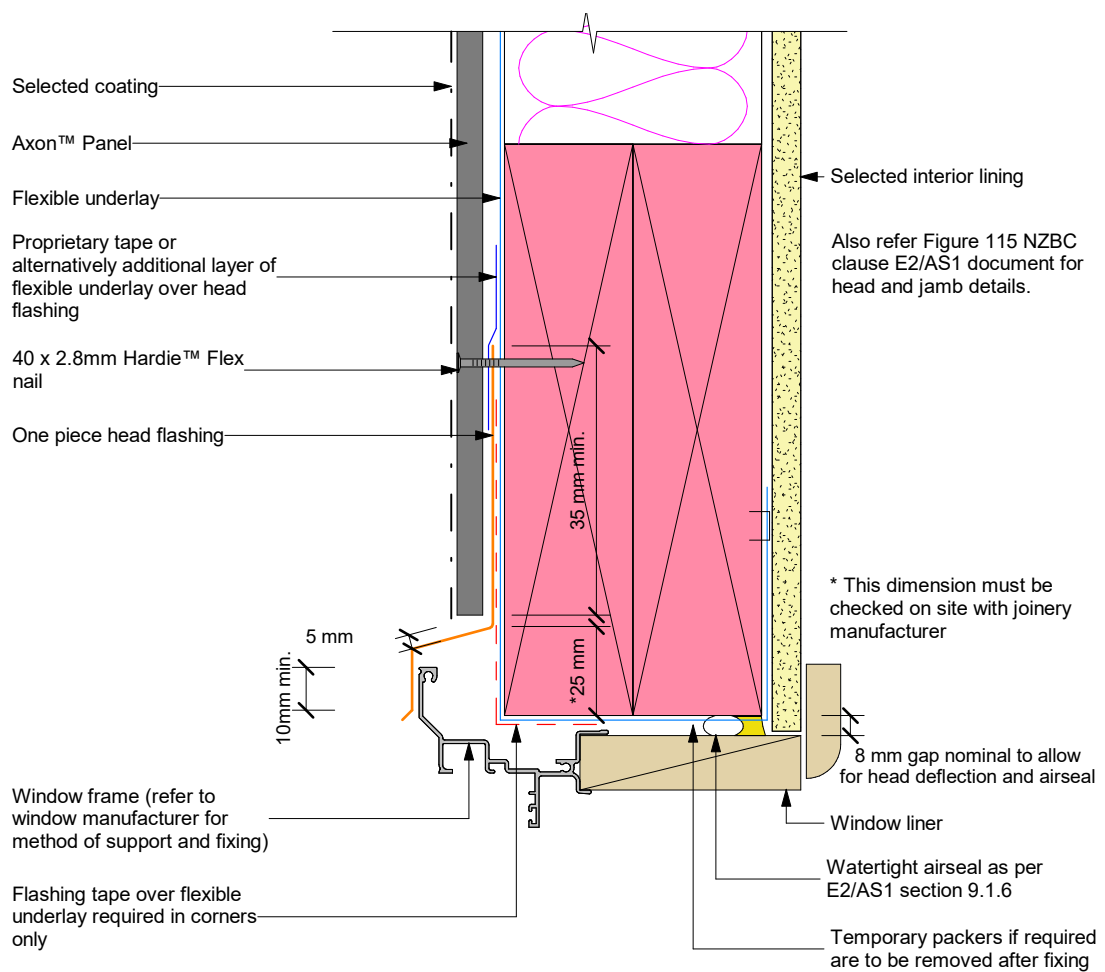 Selected coating
Axon™ Panel
Flexible underlay
Proprietary tape or
alternatively additional layer of
flexible underlay over head
flashing
40 x 2.8mm Hardie™ Flex
nail
One piece head flashing
5 mm
10mm min.
Window frame (refer to
window manufacturer for
method of support and fixing)
Flashing tape over flexible
underlay required in corners
only
35 mm min.
*25 mm
Selected interior lining
Also refer Figure 115 NZBC
clause E2/AS1 document for
head and jamb details.
* This dimension must be
checked on site with joinery
manufacturer
8 mm gap nominal to allow
for head deflection and airseal
Window liner
Watertight airseal as per
E2/AS1 section 9.1.6
Temporary packers if required
are to be removed after fixing